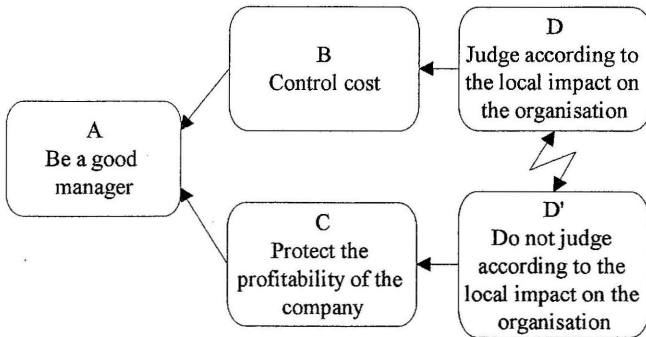 A
Be a good
manager
B
Control cost
C
Protect the
profitability of the
company
D
Judge according to
the local impact on
the organisation
D'
Do not judge
according to the
local impact on the
organisation